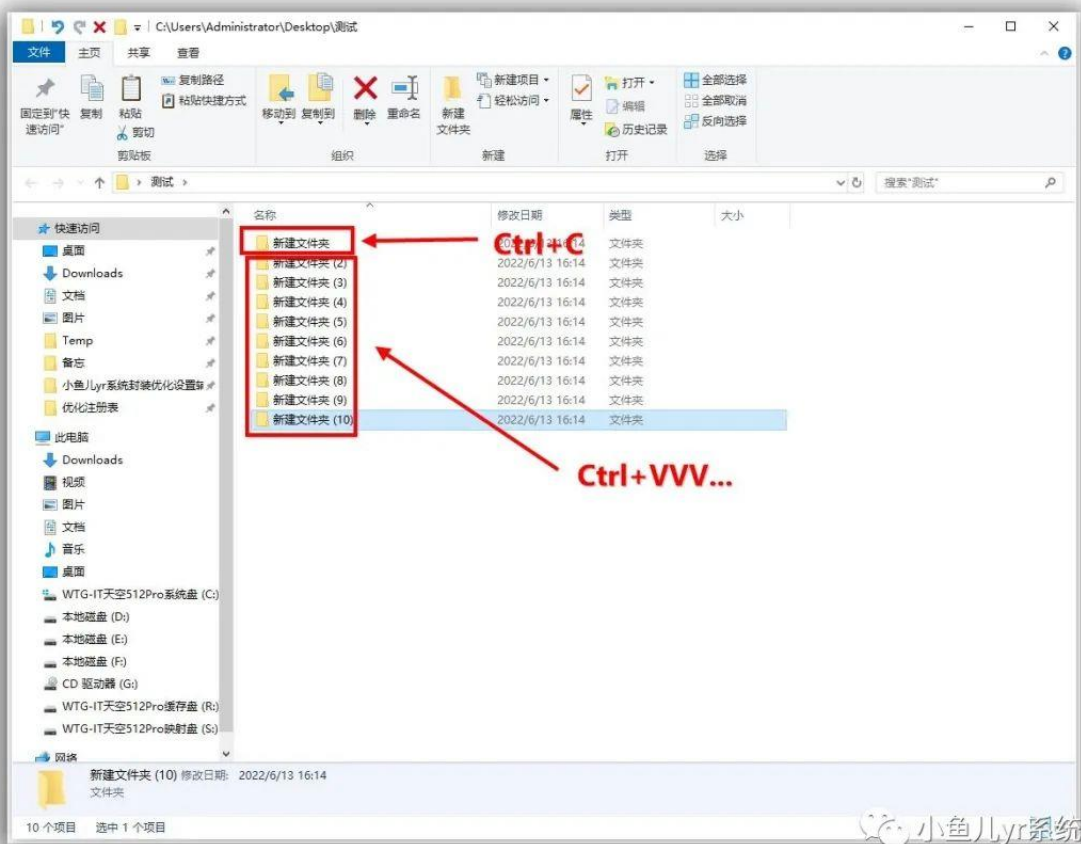 C:\Users\Administrator\Desktop\测试
文件 主页 共享 查看
固定到"快速访问"
复制
粘贴
复制路径
粘贴快捷方式
剪切
剪贴板
移动到 复制到 删除 重命名
组织
新建文件夹
新建项目
轻松访问
新建
属性
打开
编辑
历史记录
打开
全部选择
全部取消
反向选择
选择
测试
搜索"测试"
名称 修改日期 类型 大小
新建文件夹 文件夹
Ctrl+C
新建文件夹 (2) 2022/6/13 16:14 文件夹
新建文件夹 (3) 2022/6/13 16:14 文件夹
新建文件夹 (4) 2022/6/13 16:14 文件夹
新建文件夹 (5) 2022/6/13 16:14 文件夹
新建文件夹 (6) 2022/6/13 16:14 文件夹
新建文件夹 (7) 2022/6/13 16:14 文件夹
新建文件夹 (8) 2022/6/13 16:14 文件夹
新建文件夹 (9) 2022/6/13 16:14 文件夹
新建文件夹 (10) 2022/6/13 16:14 文件夹
Ctrl+VVV...
快速访问
桌面
Downloads
文档
图片
Temp
备忘
小鱼儿yr系统封装优化设置
优化注册表
此电脑
Downloads
视频
图片
文档
音乐
桌面
WTG-IT天空512Pro系统盘 (C:)
本地磁盘 (D:)
本地磁盘 (E:)
本地磁盘 (F:)
CD 驱动器 (G:)
WTG-IT天空512Pro缓存盘 (R:)
WTG-IT天空512Pro映射盘 (S:)
网络
新建文件夹 (10) 修改日期: 2022/6/13 16:14
文件夹
10 个项目 选中 1 个项目
小鱼儿yr系统